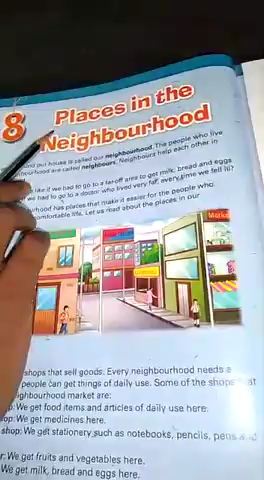 8
Places in the
Neighbourhood
our house is called our neighbourhood. The people who live
are called neighbours. Neighbours help each other in
like if we had to go to a far-off area to get milk, bread and eggs
we had to go to a doctor who lived very far, every time we fell ill?
has places that make it easier for the people who
comfortable life. Let us read about the places in our
shops that sell goods. Every neighbourhood needs a
people can get things of daily use. Some of the shops
neighbourhood market are:
We get food items and articles of daily use here.
We get medicines here.
shop: We get stationery such as notebooks, pencils, pens and
We get fruits and vegetables here.
We get milk, bread and eggs here.